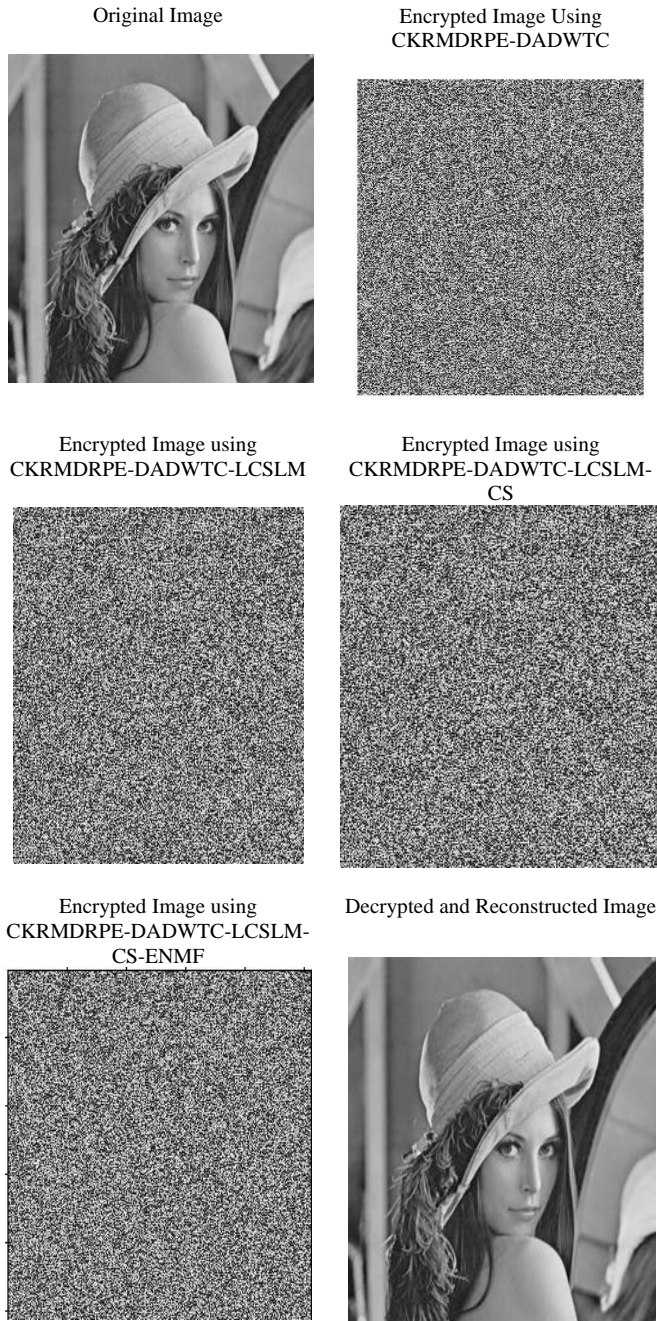 Original Image
Encrypted Image Using
CKRMDRPE-DADWTC
Encrypted Image using
CKRMDRPE-DADWTC-LCSLM
Encrypted Image using
CKRMDRPE-DADWTC-LCSLM-
CS
Encrypted Image using
CKRMDRPE-DADWTC-LCSLM-
CS-ENMF
Decrypted and Reconstructed Image